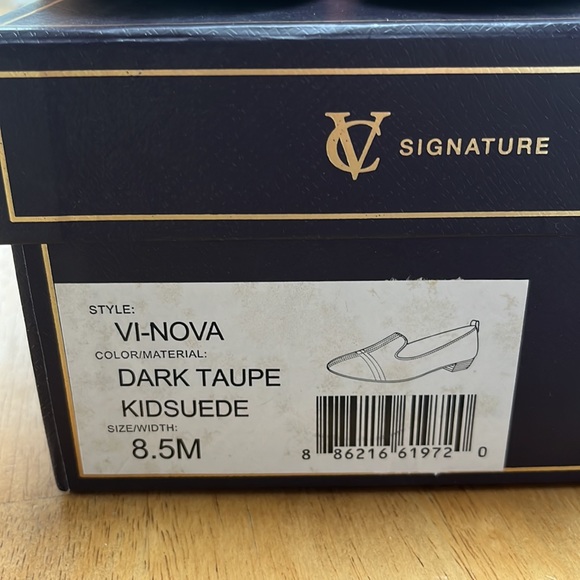 VC SIGNATURE
STYLE:
VI-NOVA
COLOR/MATERIAL:
DARK TAUPE
KIDSUEDE
SIZE/WIDTH:
8.5M
8 86216 61972 0